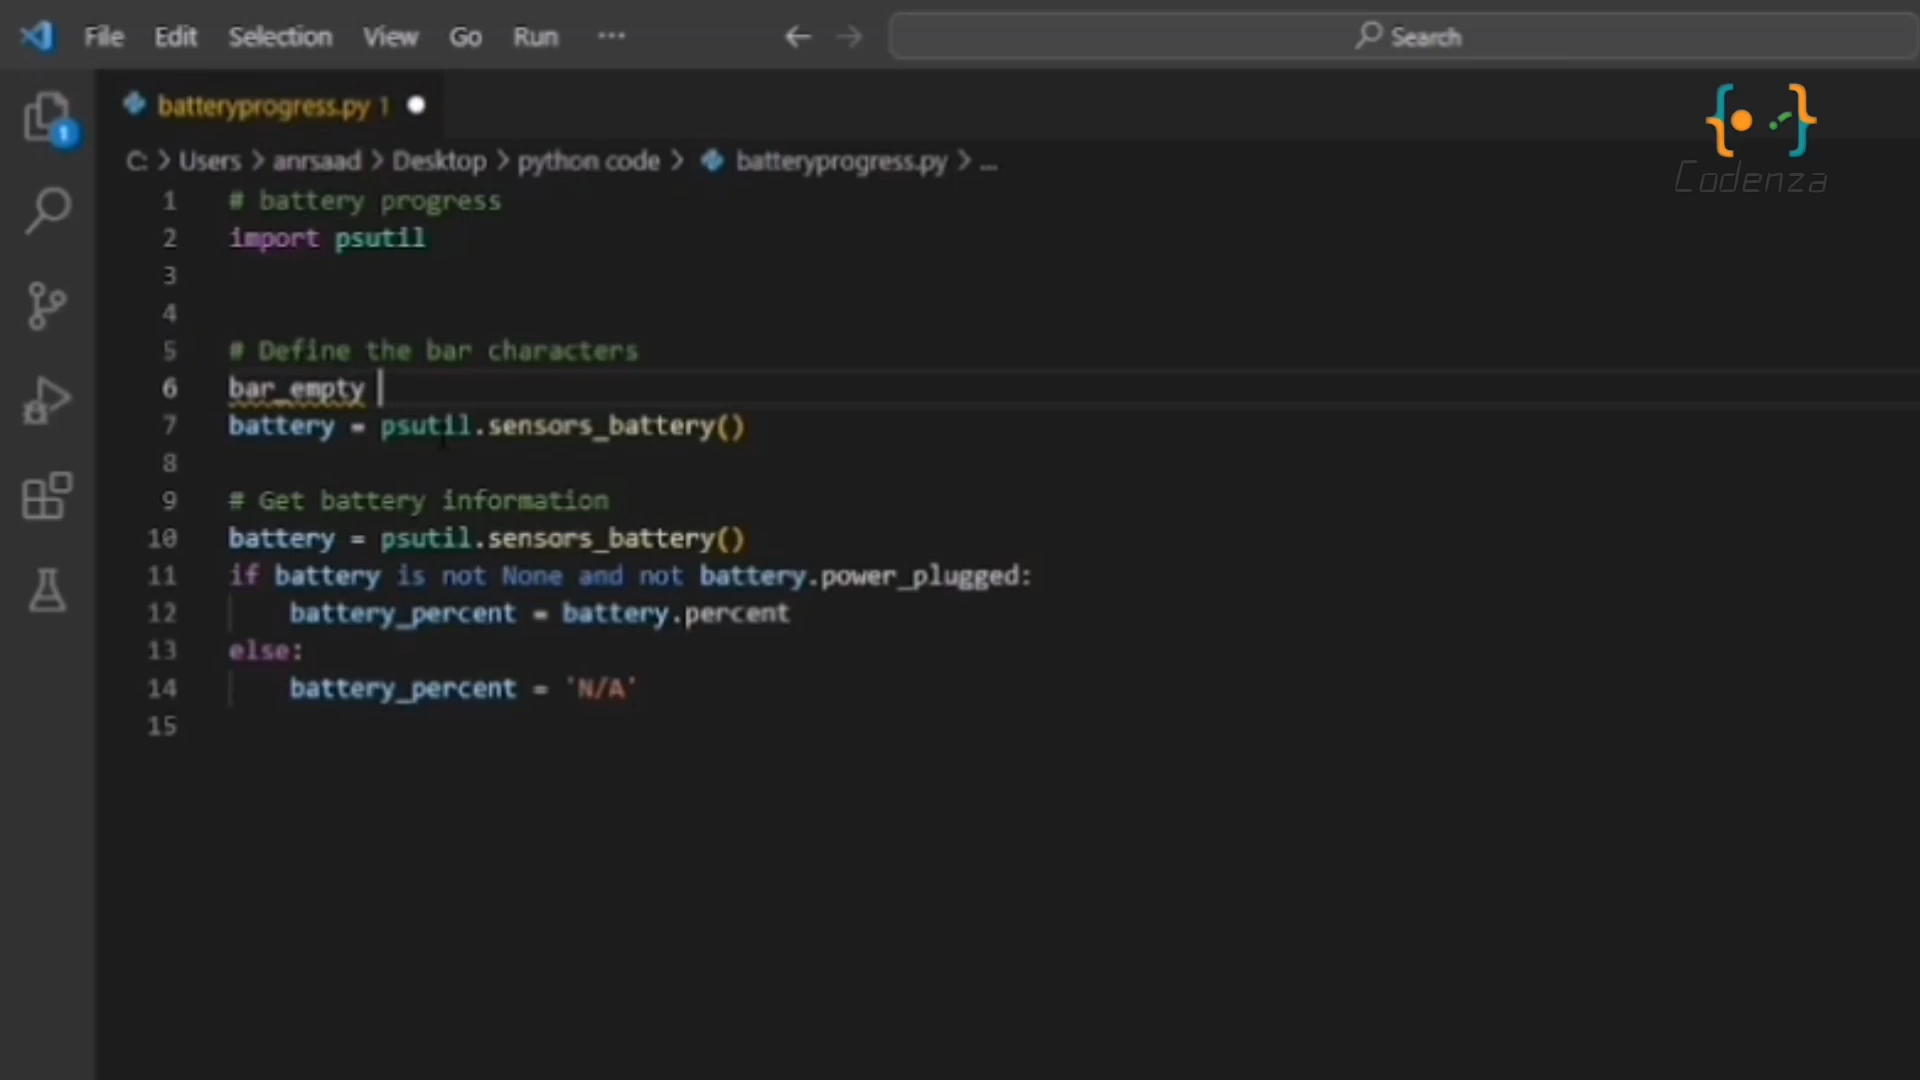 File Edit Selection View Go Run ··· Search
batteryprogress.py 1
Codenza
C: > Users > anrsaad > Desktop > python code > batteryprogress.py > ...
1 # battery progress
2 import psutil
3
4
5 # Define the bar characters
6 bar_empty
7 battery = psutil.sensors_battery()
8
9 # Get battery information
10 battery = psutil.sensors_battery()
11 if battery is not None and not battery.power_plugged:
12 battery_percent = battery.percent
13 else:
14 battery_percent = 'N/A'
15
1